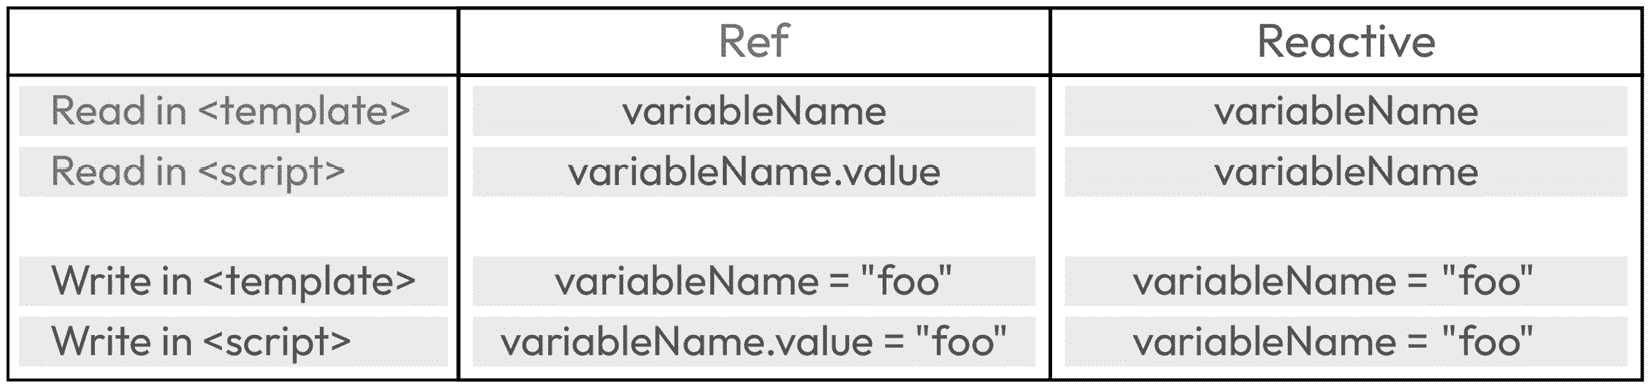 Ref Reactive
Read in <template> variableName variableName
Read in <script> variableName.value variableName
Write in <template> variableName = "foo" variableName = "foo"
Write in <script> variableName.value = "foo" variableName = "foo"